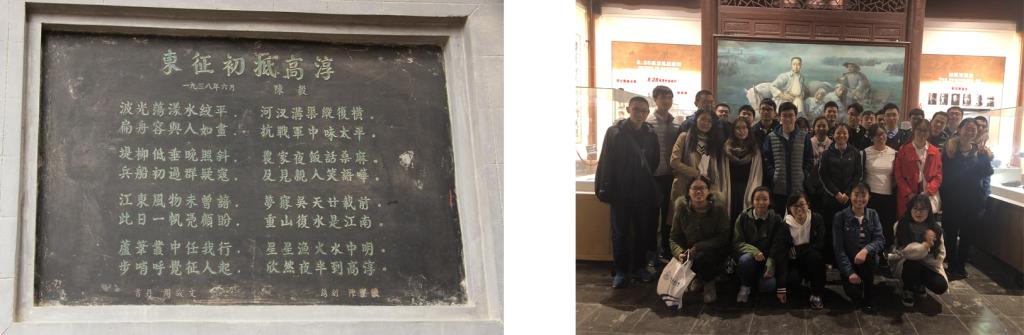 東征初抵高淳
一九三八年六月 陳毅
波光蕩漾水紋平． 河汊溝渠縱復橫．
扁舟容與人如畫． 抗戰軍中味太平．
堤柳低垂晚照斜． 農家夜飯話桑麻．
兵船初過群疑寇． 及見親人笑語嘩．
江東風物未曾諳． 夢寐吳天廿載前．
此日一帆凴顧盼． 重山復水是江南．
蘆葦叢中任我行． 星星漁火水中明．
步哨呼覺征人起． 欣然夜半到高淳．